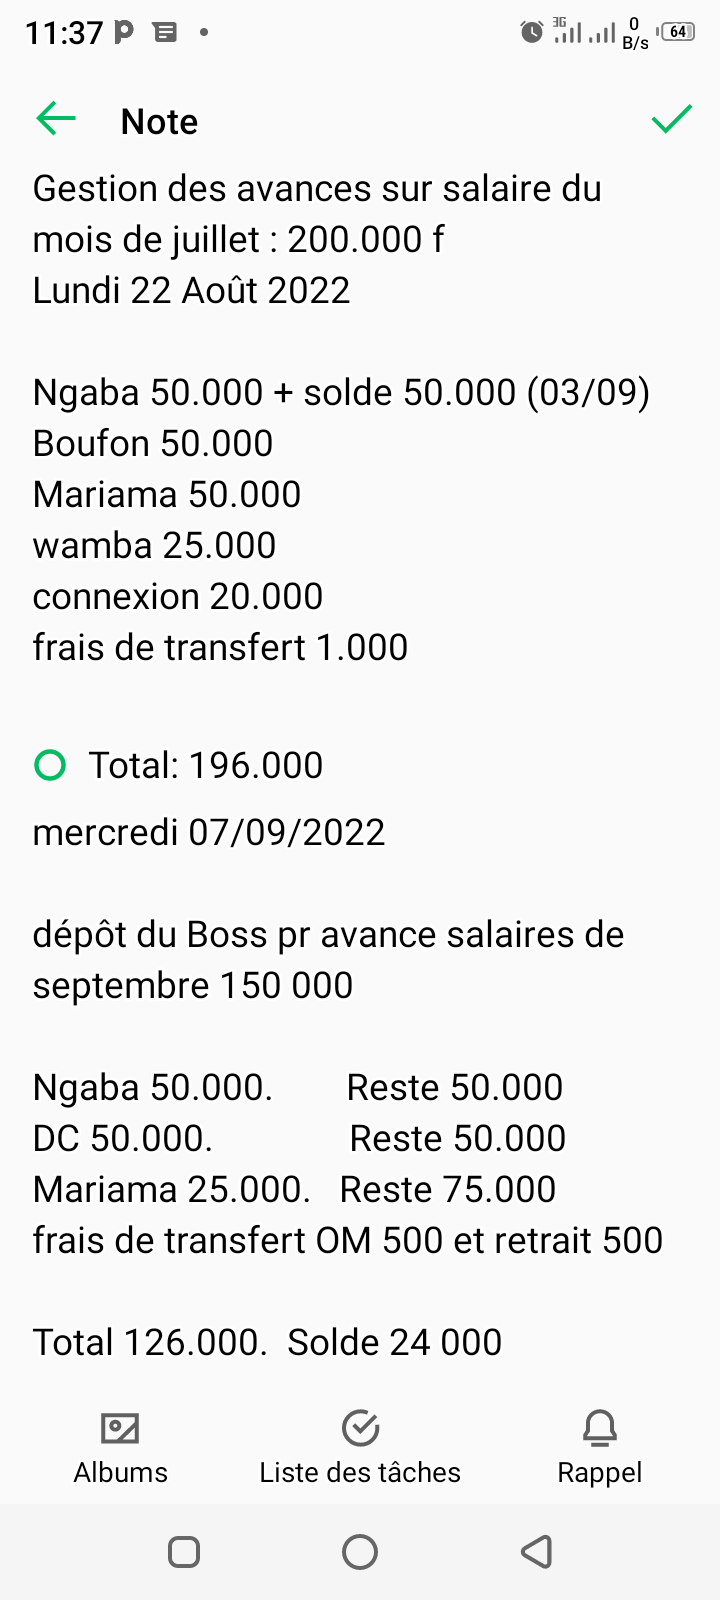 11:37
3G
0
B/s
64
Note
Gestion des avances sur salaire du
mois de juillet : 200.000 f
Lundi 22 Août 2022
Ngaba 50.000 + solde 50.000 (03/09)
Boufon 50.000
Mariama 50.000
wamba 25.000
connexion 20.000
frais de transfert 1.000
Total: 196.000
mercredi 07/09/2022
dépôt du Boss pr avance salaires de
septembre 150 000
Ngaba 50.000. Reste 50.000
DC 50.000. Reste 50.000
Mariama 25.000. Reste 75.000
frais de transfert OM 500 et retrait 500
Total 126.000. Solde 24 000
Albums
Liste des tâches
Rappel